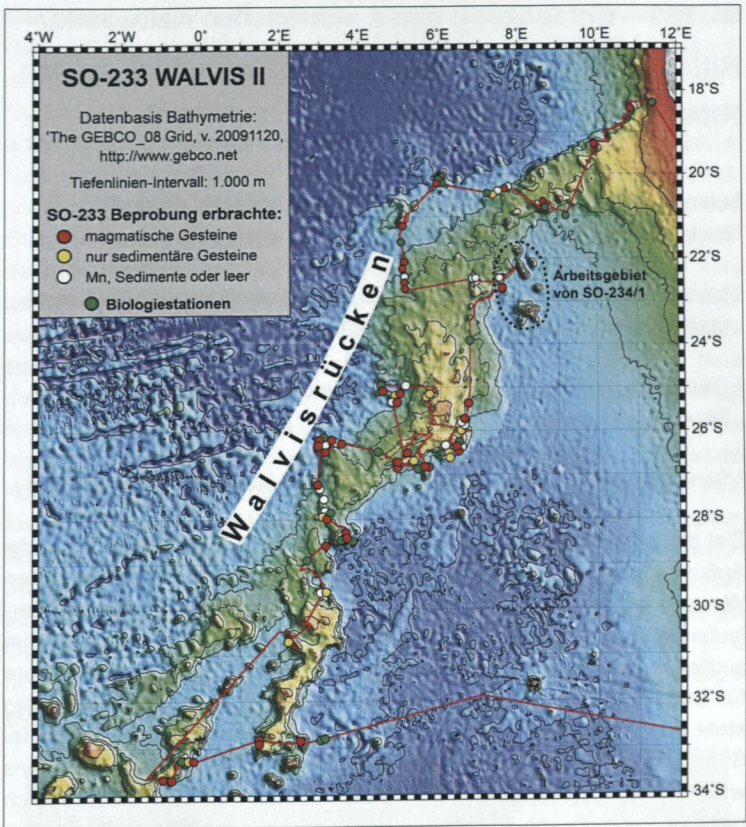 4°W 2°W 0° 2°E 4°E 6°E 8°E 10°E 12°E
SO-233 WALVIS II
Datenbasis Bathymetrie:
'The GEBCO_08 Grid, v. 20091120,
http://www.gebco.net
Tiefenlinien-Intervall: 1.000 m
SO-233 Beprobung erbrachte:
magmatische Gesteine
nur sedimentäre Gesteine
Mn, Sedimente oder leer
Biologiestationen
Walvisrücken
Arbeitsgebiet
von SO-234/1
18°S
20°S
22°S
24°S
26°S
28°S
30°S
32°S
34°S